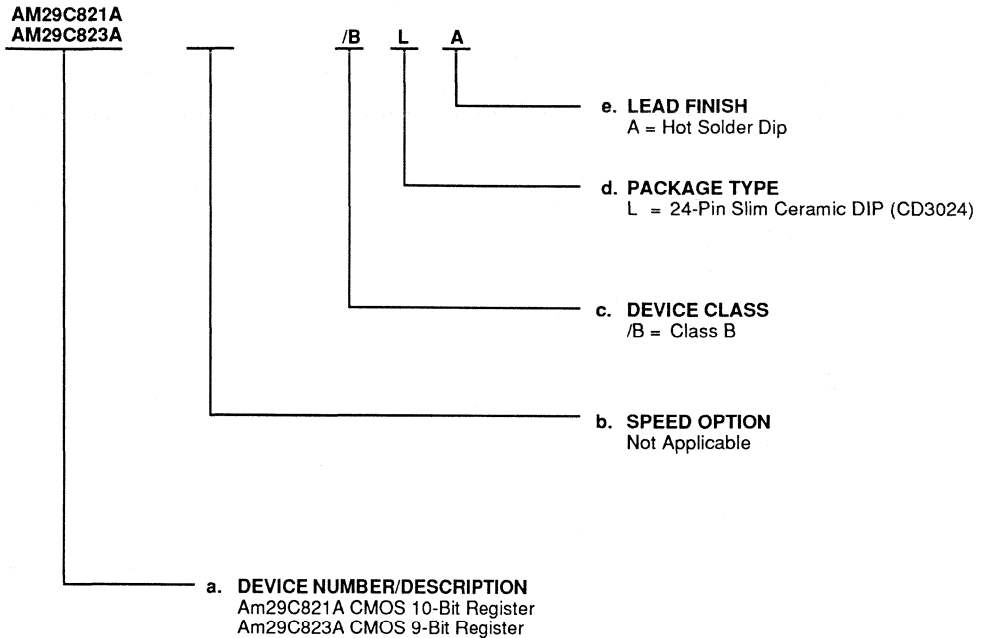 AM29C821A
AM29C823A
/B L A
e. LEAD FINISH
A = Hot Solder Dip
d. PACKAGE TYPE
L = 24-Pin Slim Ceramic DIP (CD3024)
c. DEVICE CLASS
/B = Class B
b. SPEED OPTION
Not Applicable
a. DEVICE NUMBER/DESCRIPTION
Am29C821A CMOS 10-Bit Register
Am29C823A CMOS 9-Bit Register